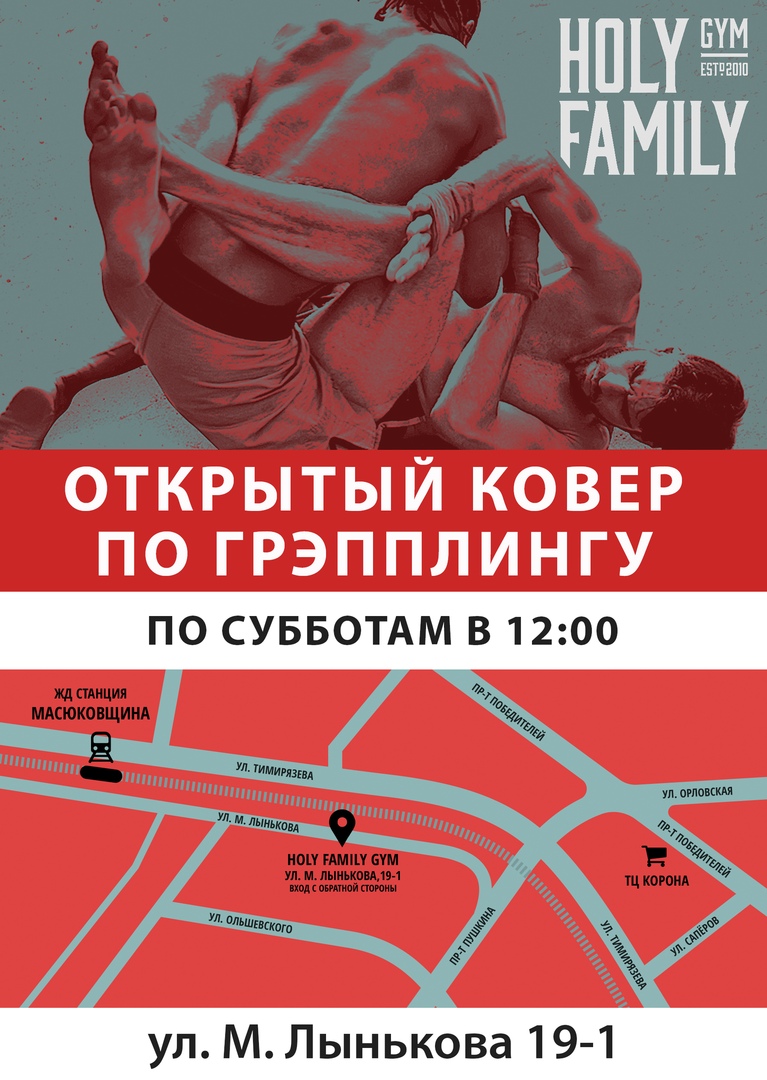 HOLY GYM
ESTD2010
FAMILY
ОТКРЫТЫЙ КОВЕР
ПО ГРЭППЛИНГУ
ПО СУББОТАМ В 12:00
ЖД СТАНЦИЯ
МАСЮКОВЩИНА
ПР-Т ПОБЕДИТЕЛЕЙ
УЛ. ТИМИРЯЗЕВА
УЛ. ОРЛОВСКАЯ
УЛ. М. ЛЫНЬКОВА
ПР-Т ПОБЕДИТЕЛЕЙ
HOLY FAMILY GYM
УЛ. М. ЛЫНЬКОВА,19-1
ВХОД С ОБРАТНОЙ СТОРОНЫ
ТЦ КОРОНА
УЛ. ОЛЬШЕВСКОГО
ПР-Т ПУШКИНА
УЛ. ТИМИРЯЗЕВА
УЛ. САПЁРОВ
ул. М. Лынькова 19-1